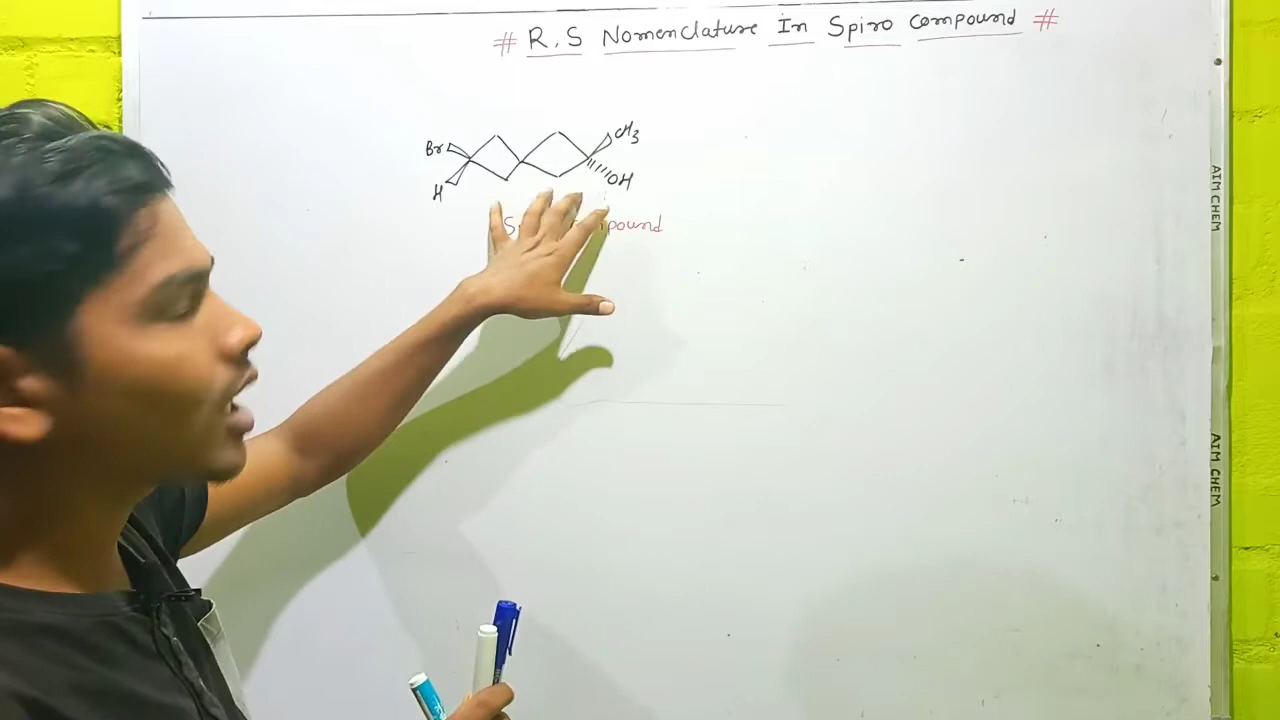 # R.S Nomenclature In Spiro compound #
Br
CH3
H
OH
AIM CHEM
AIM CHEM